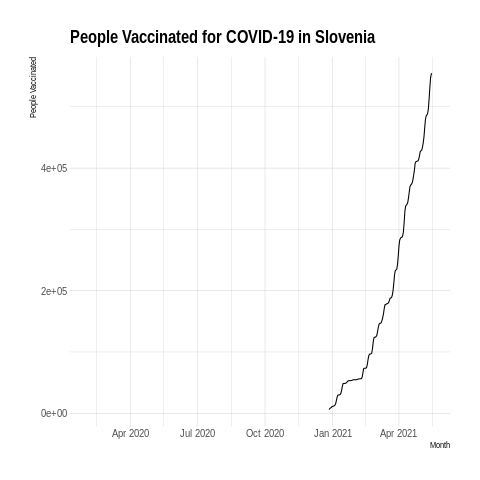 People Vaccinated for COVID-19 in Slovenia
People Vaccinated
4e+05
2e+05
0e+00
Apr 2020 Jul 2020 Oct 2020 Jan 2021 Apr 2021
Month